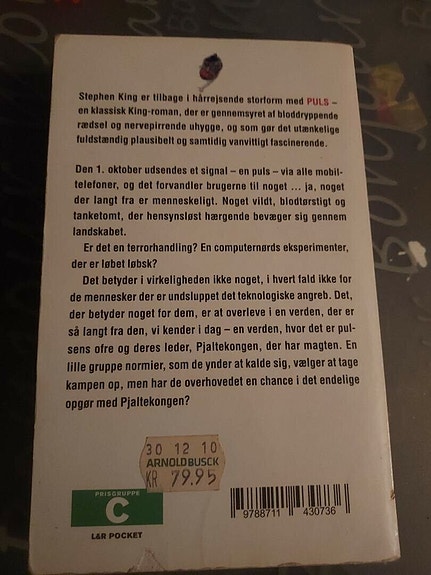 Stephen King er tilbage i hårrejsende storform med PULS –
en klassisk King-roman, der er gennemsyret af bloddryppende
rædsel og nervepirrende uhygge, og som gør det utænkelige
fuldstændig plausibelt og samtidig vanvittigt fascinerende.
Den 1. oktober udsendes et signal – en puls – via alle mobil-
telefoner, og det forvandler brugerne til noget ... ja, noget
der langt fra er menneskeligt. Noget vildt, blodtørstigt og
tanketomt, der hensynsløst hærgende bevæger sig gennem
landskabet.
Er det en terrorhandling? En computernørds eksperimenter,
der er løbet løbsk?
Det betyder i virkeligheden ikke noget, i hvert fald ikke for
de mennesker der er undsluppet det teknologiske angreb. Det,
der betyder noget for dem, er at overleve i en verden, der er
så langt fra den, vi kender i dag – en verden, hvor det er pul-
sens ofre og deres leder, Pjaltekongen, der har magten. En
lille gruppe normier, som de ynder at kalde sig, vælger at tage
kampen op, men har de overhovedet en chance i det endelige
opgør med Pjaltekongen?
30 12 10
ARNOLD BUSCK
KR 79.95
PRISGRUPPE
C
L&R POCKET
9788711 430736